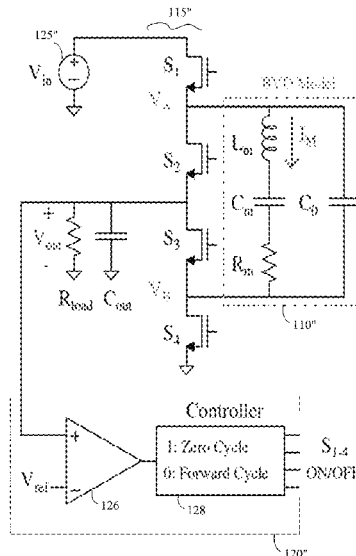 115"
125"
V_in
+
-
S_1
V_A
BVD Model
L_m
I_M
S_2
C_m
C_0
+
V_out
-
S_3
R_m
V_B
R_load
C_out
S_4
110"
Controller
+
1: Zero Cycle
S_1-4
0: Forward Cycle
ON/OFF
V_ref
-
126
128
120"